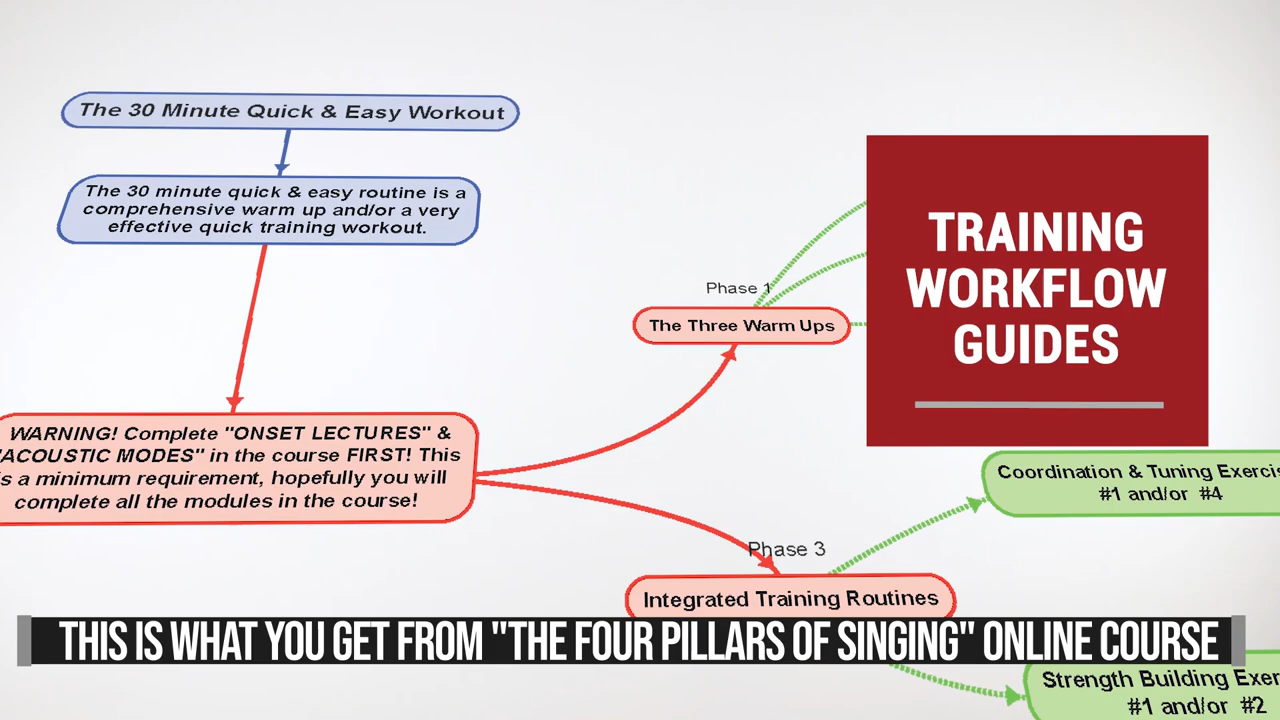 The 30 Minute Quick & Easy Workout
The 30 minute quick & easy routine is a
comprehensive warm up and/or a very
effective quick training workout.
WARNING! Complete "ONSET LECTURES" &
"ACOUSTIC MODES" in the course FIRST! This
is a minimum requirement, hopefully you will
complete all the modules in the course!
Phase 1
The Three Warm Ups
TRAINING
WORKFLOW
GUIDES
Phase 3
Integrated Training Routines
Coordination & Tuning Exerci
#1 and/or #4
THIS IS WHAT YOU GET FROM "THE FOUR PILLARS OF SINGING" ONLINE COURSE
Strength Building Exer
#1 and/or #2